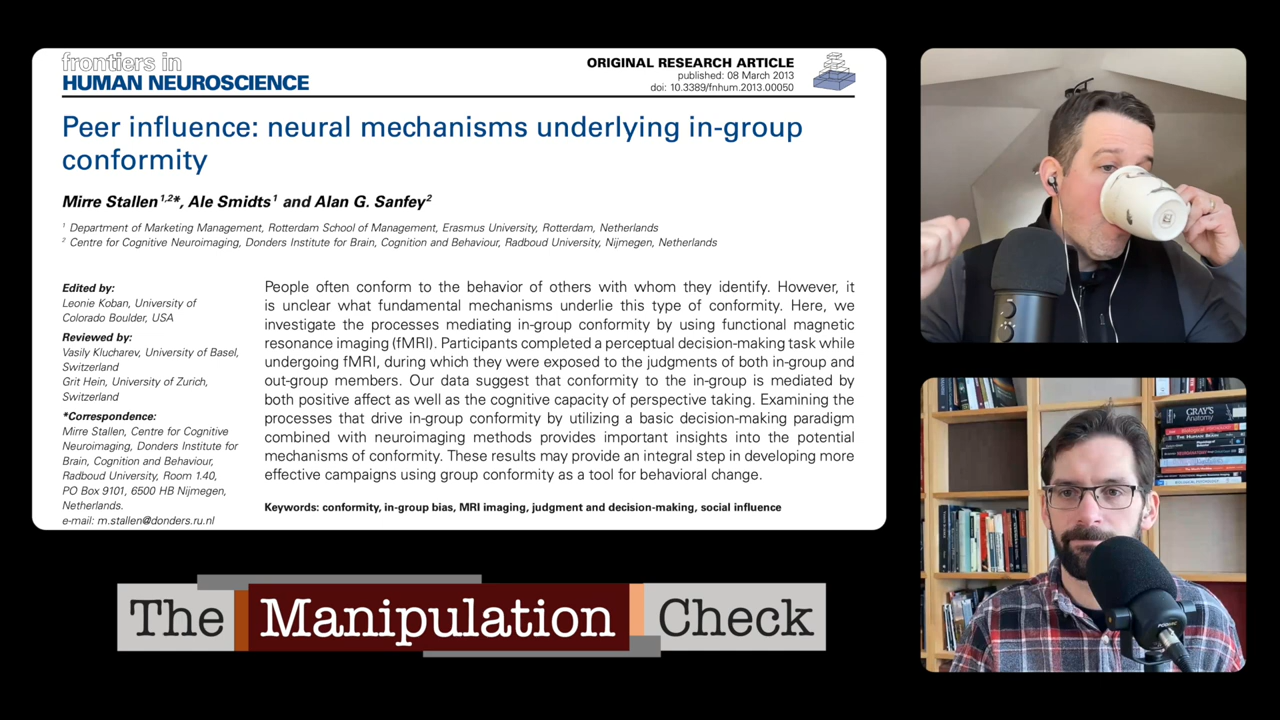 frontiers in
HUMAN NEUROSCIENCE
ORIGINAL RESEARCH ARTICLE
published: 08 March 2013
doi: 10.3389/fnhum.2013.00050
Peer influence: neural mechanisms underlying in-group
conformity
Mirre Stallen1,2*, Ale Smidts1 and Alan G. Sanfey2
1 Department of Marketing Management, Rotterdam School of Management, Erasmus University, Rotterdam, Netherlands
2 Centre for Cognitive Neuroimaging, Donders Institute for Brain, Cognition and Behaviour, Radboud University, Nijmegen, Netherlands
Edited by:
Leonie Koban, University of
Colorado Boulder, USA
Reviewed by:
Vasily Klucharev, University of Basel,
Switzerland
Grit Hein, University of Zurich,
Switzerland
*Correspondence:
Mirre Stallen, Centre for Cognitive
Neuroimaging, Donders Institute for
Brain, Cognition and Behaviour,
Radboud University, Room 1.40,
PO Box 9101, 6500 HB Nijmegen,
Netherlands.
e-mail: m.stallen@donders.ru.nl
People often conform to the behavior of others with whom they identify. However, it
is unclear what fundamental mechanisms underlie this type of conformity. Here, we
investigate the processes mediating in-group conformity by using functional magnetic
resonance imaging (fMRI). Participants completed a perceptual decision-making task while
undergoing fMRI, during which they were exposed to the judgments of both in-group and
out-group members. Our data suggest that conformity to the in-group is mediated by
both positive affect as well as the cognitive capacity of perspective taking. Examining the
processes that drive in-group conformity by utilizing a basic decision-making paradigm
combined with neuroimaging methods provides important insights into the potential
mechanisms of conformity. These results may provide an integral step in developing more
effective campaigns using group conformity as a tool for behavioral change.
Keywords: conformity, in-group bias, MRI imaging, judgment and decision-making, social influence
The Manipulation Check
GRAY'S
Anatomy